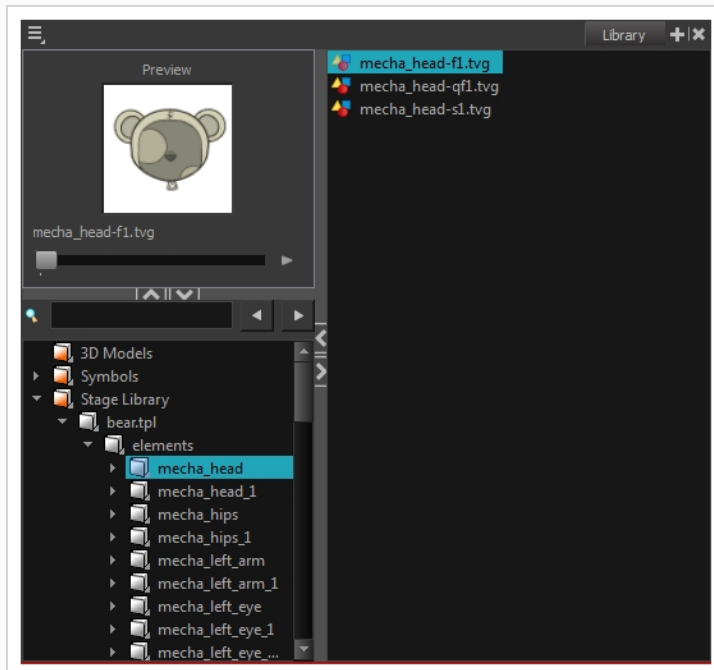 Library
Preview
mecha_head-f1.tvg
3D Models
Symbols
Stage Library
bear.tpl
elements
mecha_head
mecha_head_1
mecha_hips
mecha_hips_1
mecha_left_arm
mecha_left_arm_1
mecha_left_eye
mecha_left_eye_1
mecha_left_eye_...
mecha_head-f1.tvg
mecha_head-qf1.tvg
mecha_head-s1.tvg